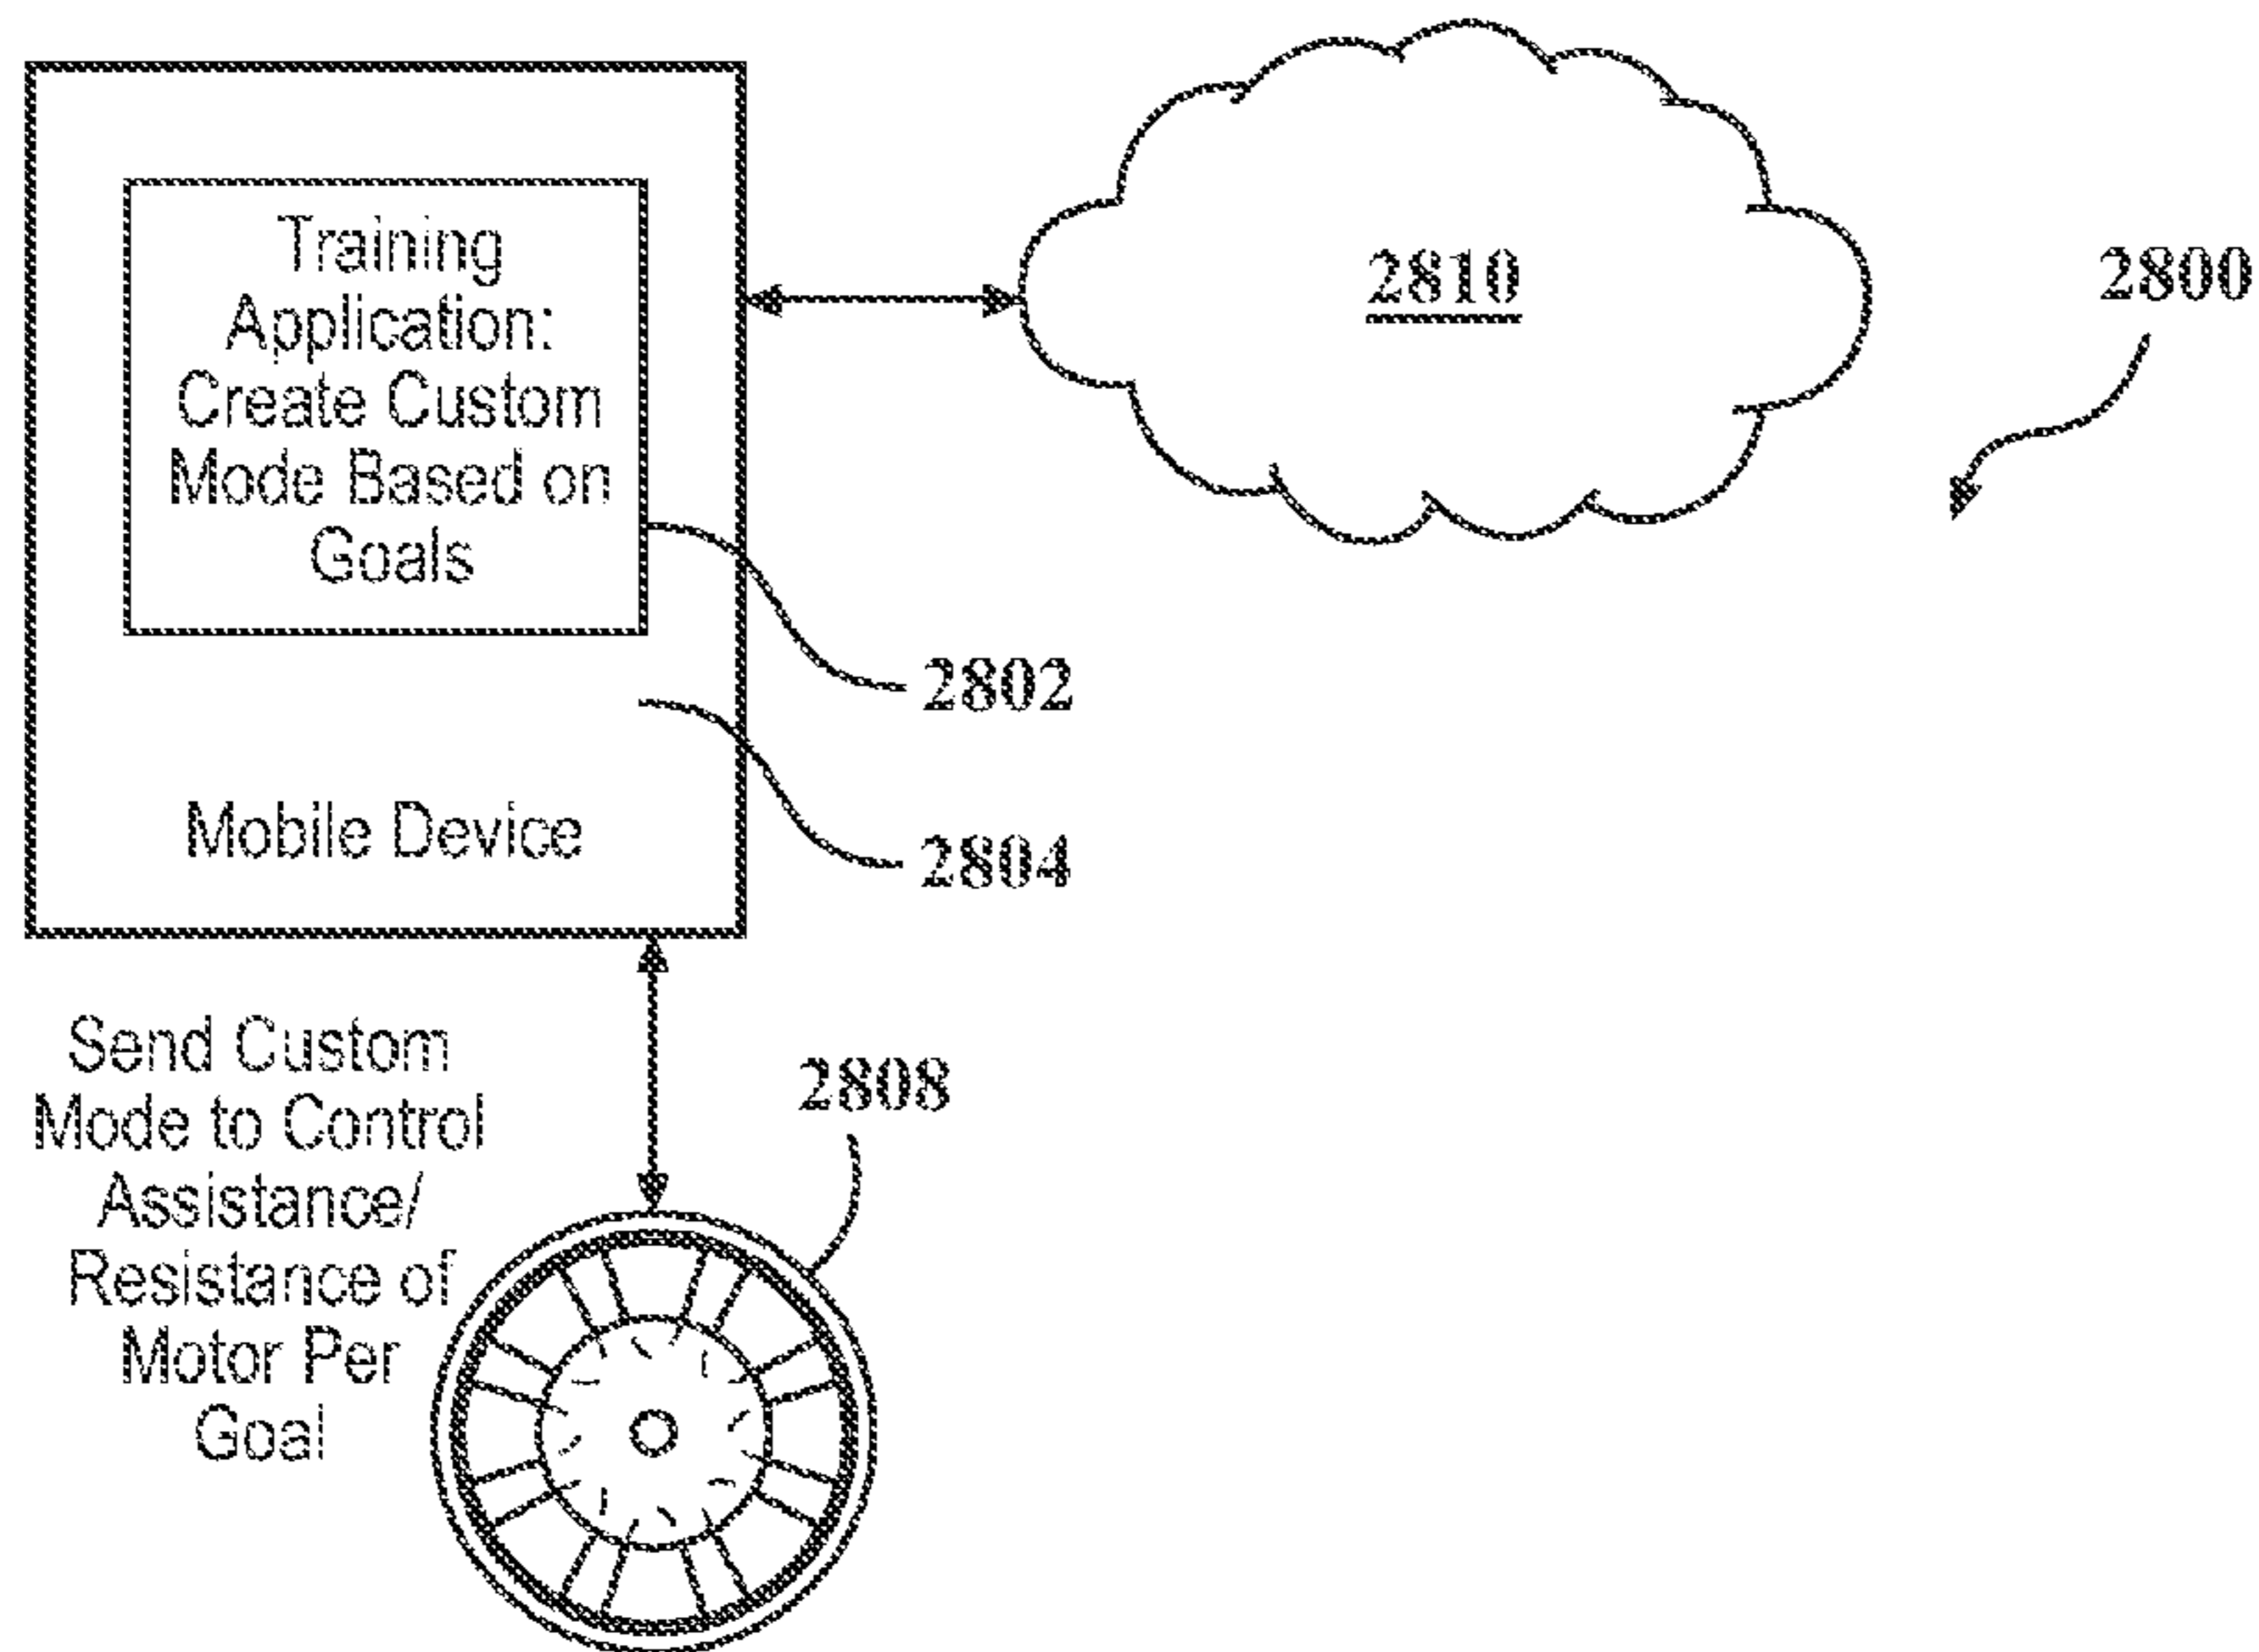 Training
Application:
Create Custom
Mode Based on
Goals
2810
2800
2802
Mobile Device
2804
Send Custom
Mode to Control
Assistance/
Resistance of
Motor Per
Goal
2808